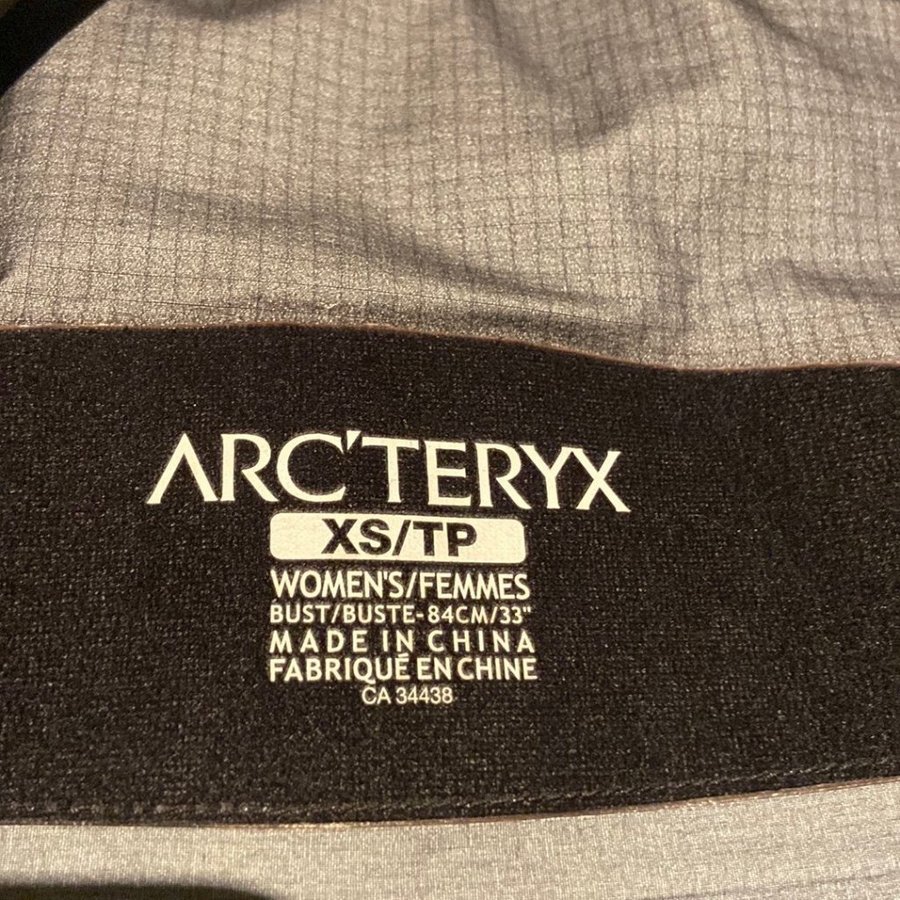 ARC'TERYX
XS/TP
WOMEN'S/FEMMES
BUST/BUSTE-84CM/33"
MADE IN CHINA
FABRIQUÉ EN CHINE
CA 34438